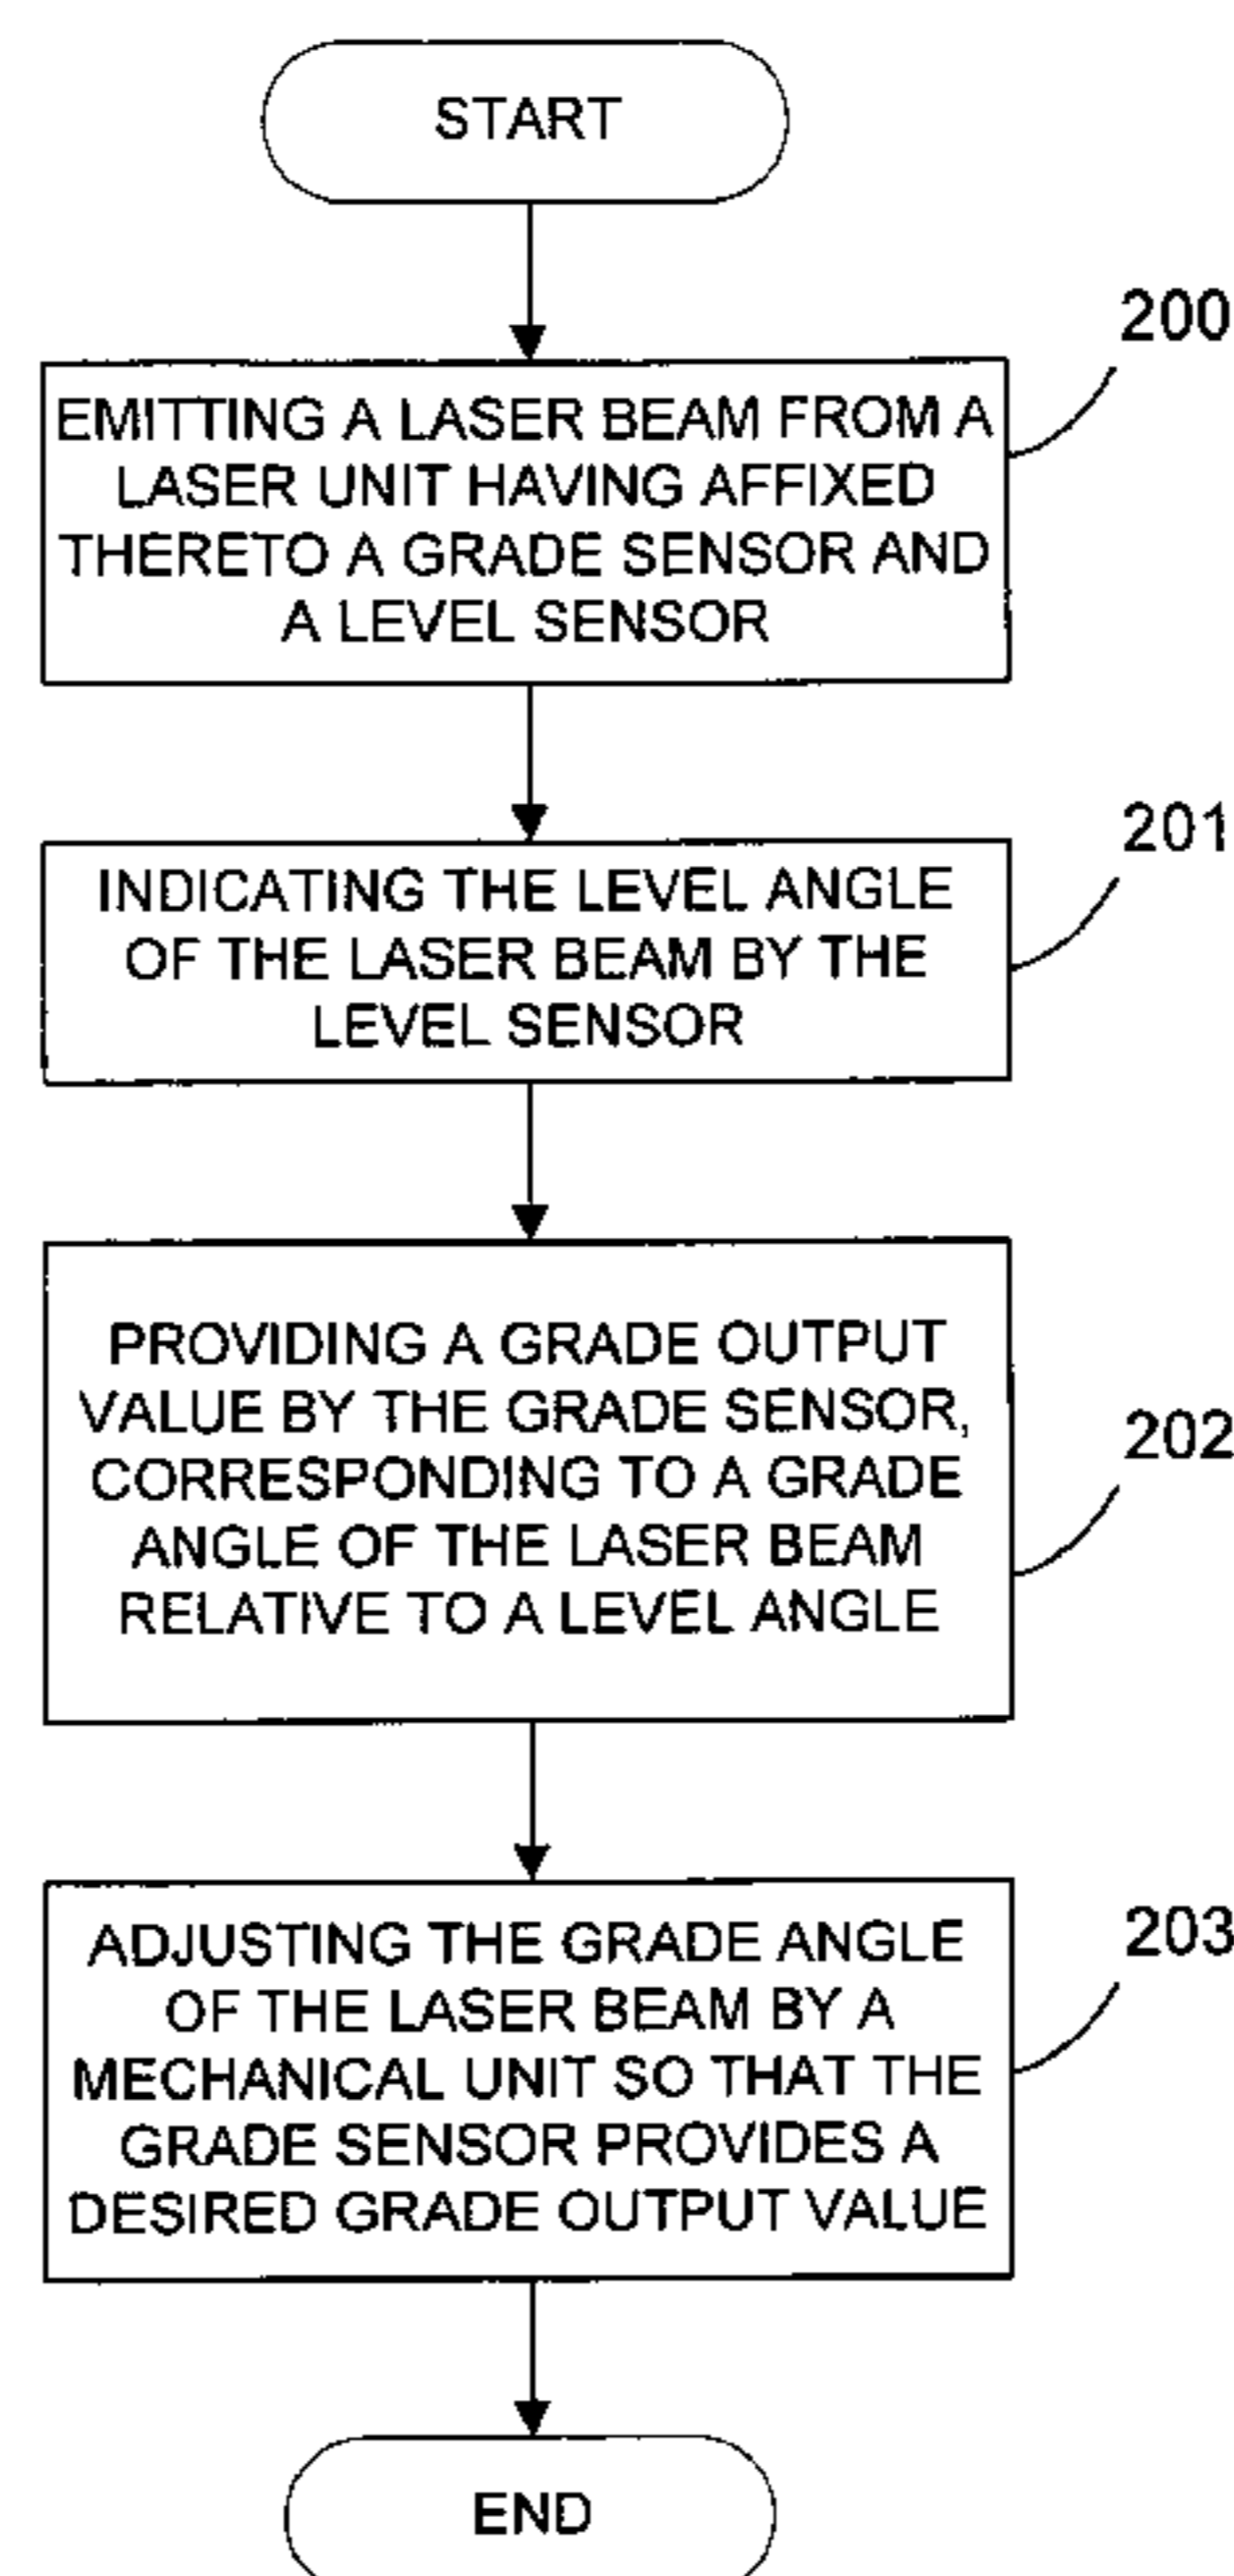 START
200
EMITTING A LASER BEAM FROM A
LASER UNIT HAVING AFFIXED
THERETO A GRADE SENSOR AND
A LEVEL SENSOR
201
INDICATING THE LEVEL ANGLE
OF THE LASER BEAM BY THE
LEVEL SENSOR
202
PROVIDING A GRADE OUTPUT
VALUE BY THE GRADE SENSOR,
CORRESPONDING TO A GRADE
ANGLE OF THE LASER BEAM
RELATIVE TO A LEVEL ANGLE
203
ADJUSTING THE GRADE ANGLE
OF THE LASER BEAM BY A
MECHANICAL UNIT SO THAT THE
GRADE SENSOR PROVIDES A
DESIRED GRADE OUTPUT VALUE
END